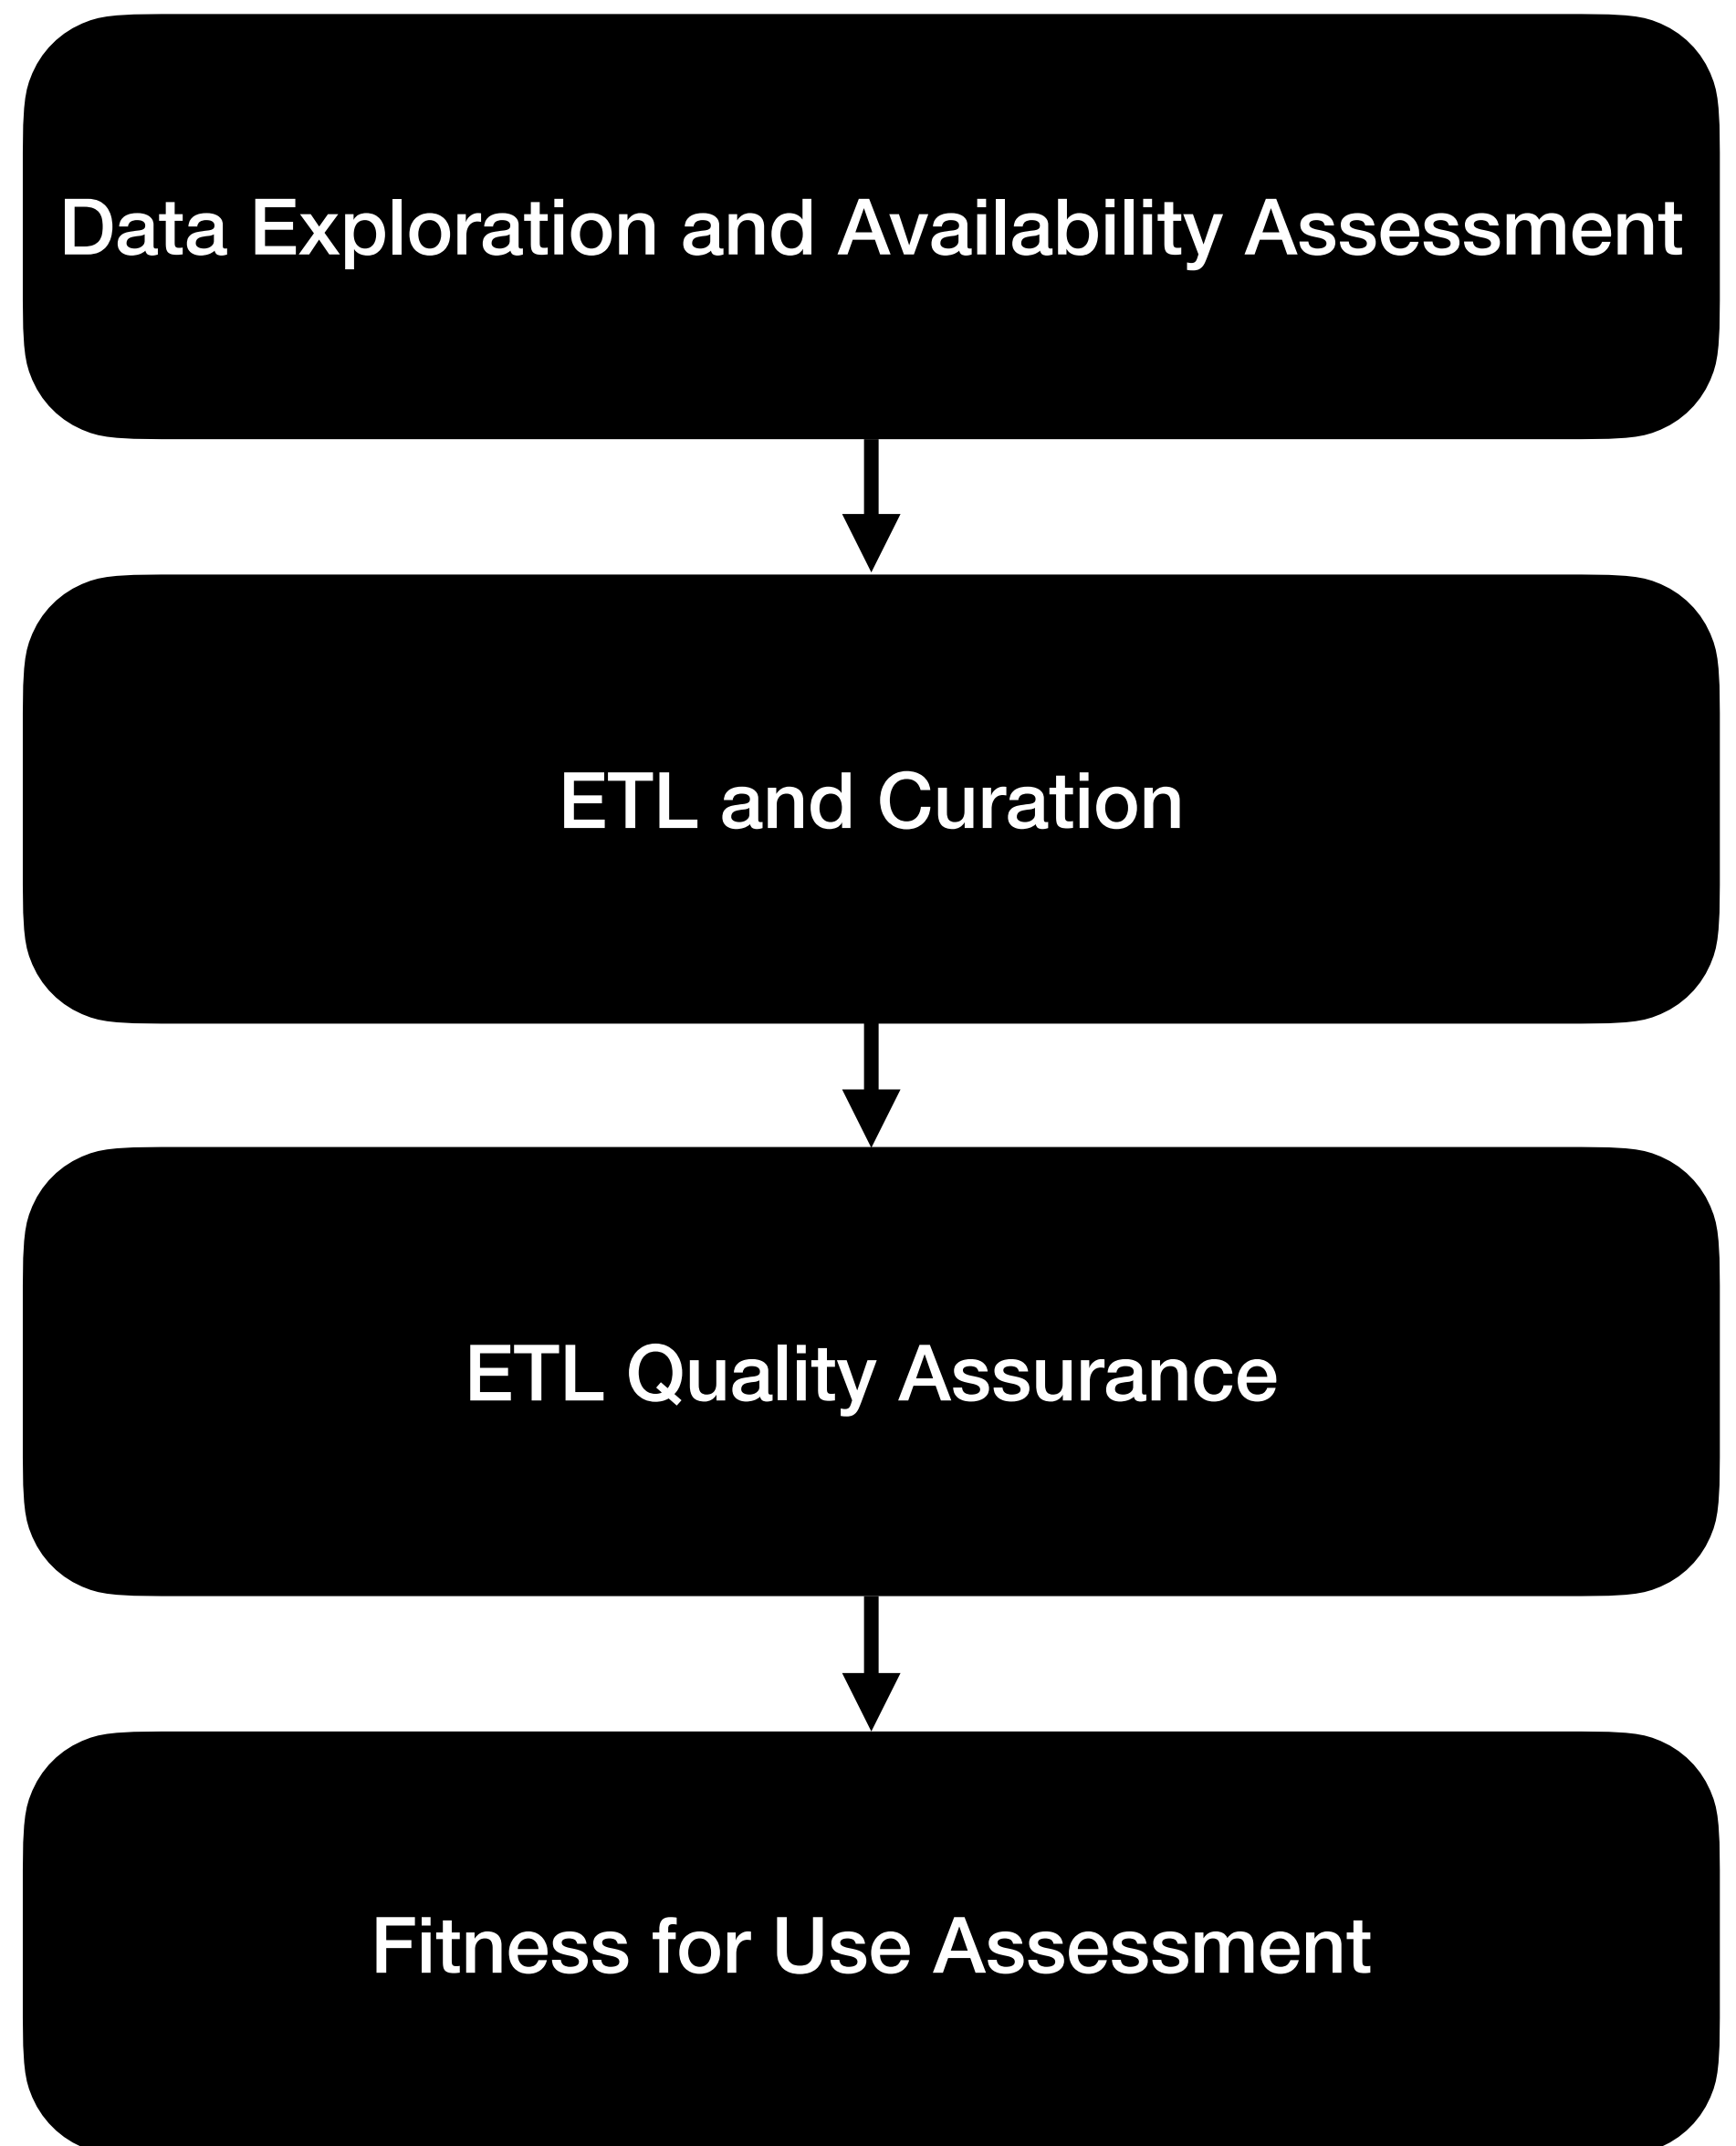 Data Exploration and Availability Assessment
ETL and Curation
ETL Quality Assurance
Fitness for Use Assessment